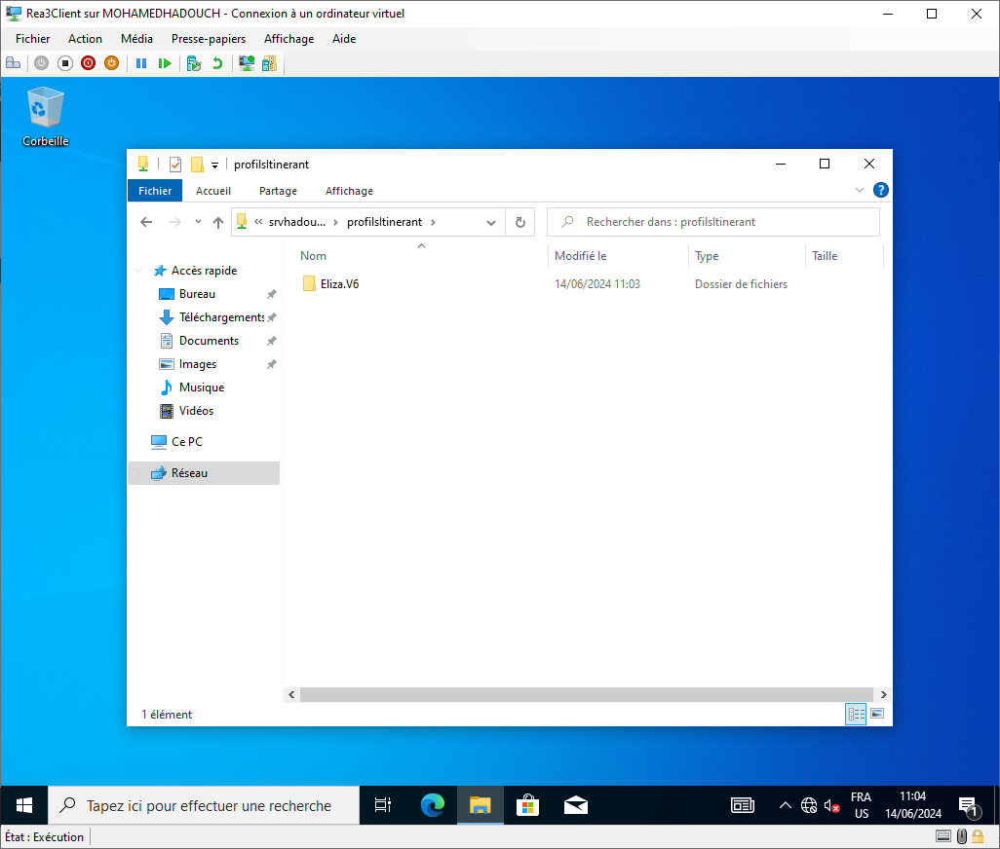 Rea3Client sur MOHAMEDHADOUCH - Connexion à un ordinateur virtuel
Fichier Action Média Presse-papiers Affichage Aide
Corbeille
profilsItinerant
Fichier Accueil Partage Affichage
« srvhadou... › profilsItinerant ›
Rechercher dans : profilsItinerant
Nom Modifié le Type Taille
Eliza.V6 14/06/2024 11:03 Dossier de fichiers
Accès rapide
Bureau
Téléchargements
Documents
Images
Musique
Vidéos
Ce PC
Réseau
1 élément
Tapez ici pour effectuer une recherche
FRA
US
11:04
14/06/2024
1
État : Exécution